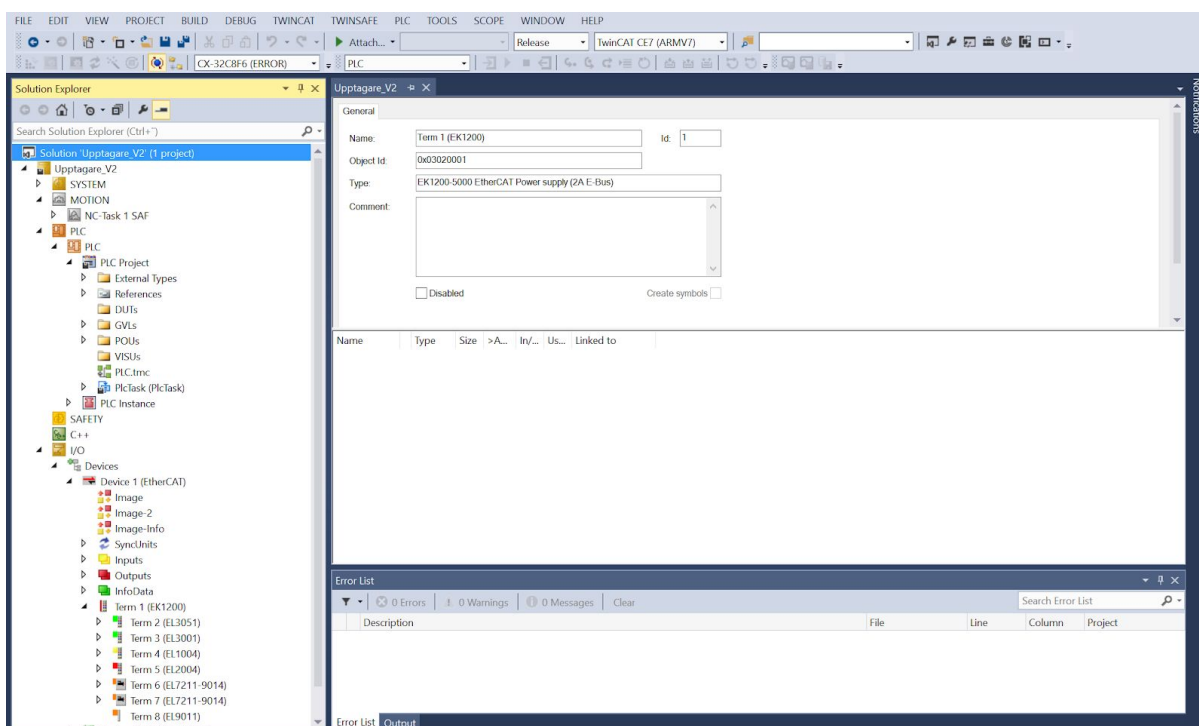 FILE EDIT VIEW PROJECT BUILD DEBUG TWINCAT TWINSAFE PLC TOOLS SCOPE WINDOW HELP
Attach... Release TwinCAT CE7 (ARMV7)
CX-32C8F6 (ERROR) PLC
Solution Explorer
Search Solution Explorer (Ctrl+¨)
Solution 'Upptagare_V2' (1 project)
Upptagare_V2
SYSTEM
MOTION
NC-Task 1 SAF
PLC
PLC
PLC Project
External Types
References
DUTs
GVLs
POUs
VISUs
PLC.tmc
PlcTask (PlcTask)
PLC Instance
SAFETY
C++
I/O
Devices
Device 1 (EtherCAT)
Image
Image-2
Image-Info
SyncUnits
Inputs
Outputs
InfoData
Term 1 (EK1200)
Term 2 (EL3051)
Term 3 (EL3001)
Term 4 (EL1004)
Term 5 (EL2004)
Term 6 (EL7211-9014)
Term 7 (EL7211-9014)
Term 8 (EL9011)
Upptagare_V2
General
Name: Term 1 (EK1200) Id: 1
Object Id: 0x03020001
Type: EK1200-5000 EtherCAT Power supply (2A E-Bus)
Comment:
Disabled Create symbols
Name Type Size >A... In/... Us... Linked to
Error List
0 Errors 0 Warnings 0 Messages Clear Search Error List
Description File Line Column Project
Error List Output
Notifications